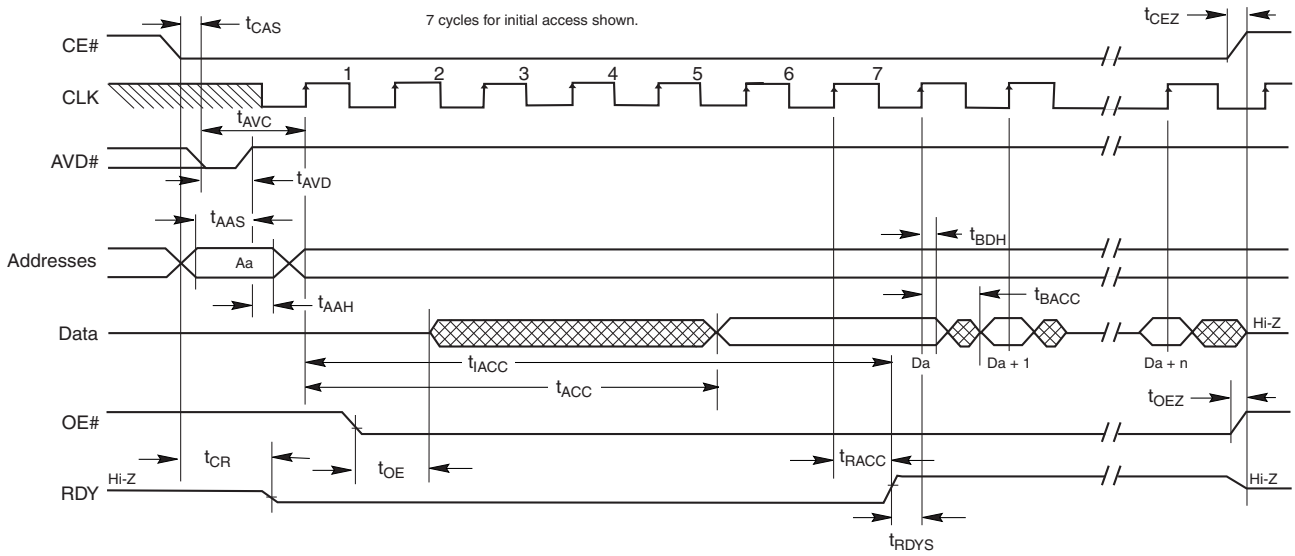 7 cycles for initial access shown.
tCAS
tCEZ
CE#
1 2 3 4 5 6 7
CLK
tAVC
AVD#
tAVD
tAAS
tBDH
Addresses
Aa
tAAH
tBACC
Data
Hi-Z
tIACC
Da
Da + 1
Da + n
tACC
tOEZ
OE#
tCR
tOE
tRACC
Hi-Z
Hi-Z
RDY
tRDYS